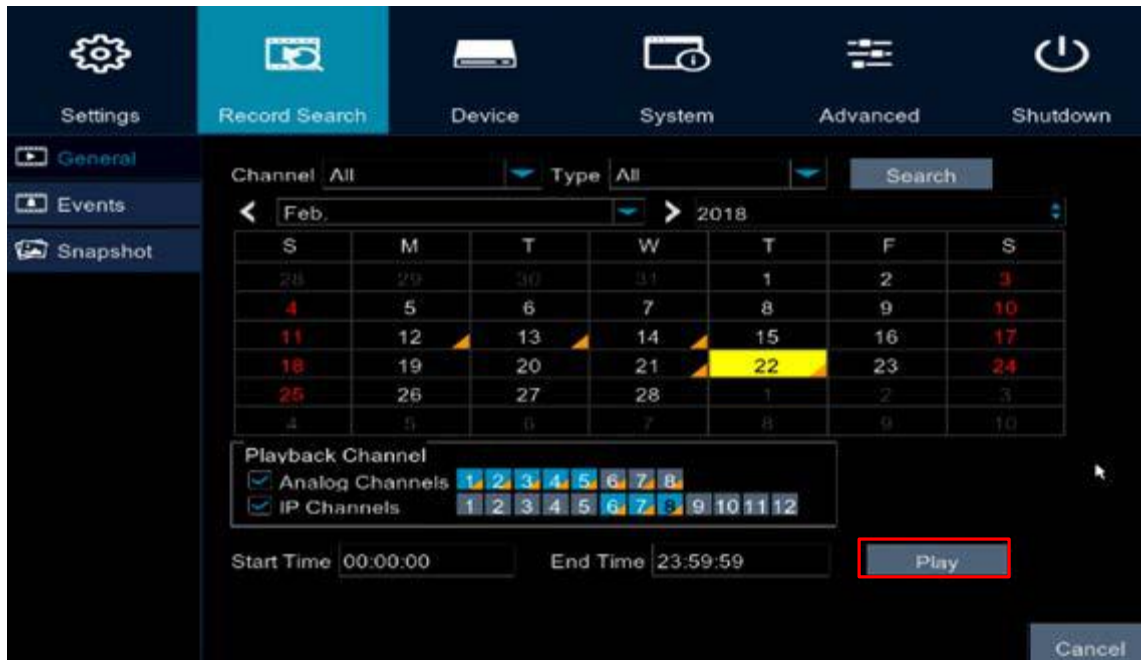 Settings Record Search Device System Advanced Shutdown
General
Events
Snapshot
Channel All Type All Search
Feb. 2018
S M T W T F S
28 29 30 31 1 2 3
4 5 6 7 8 9 10
11 12 13 14 15 16 17
18 19 20 21 22 23 24
25 26 27 28 1 2 3
4 5 6 7 8 9 10
Playback Channel
Analog Channels 1 2 3 4 5 6 7 8
IP Channels 1 2 3 4 5 6 7 8 9 10 11 12
Start Time 00:00:00 End Time 23:59:59 Play
Cancel